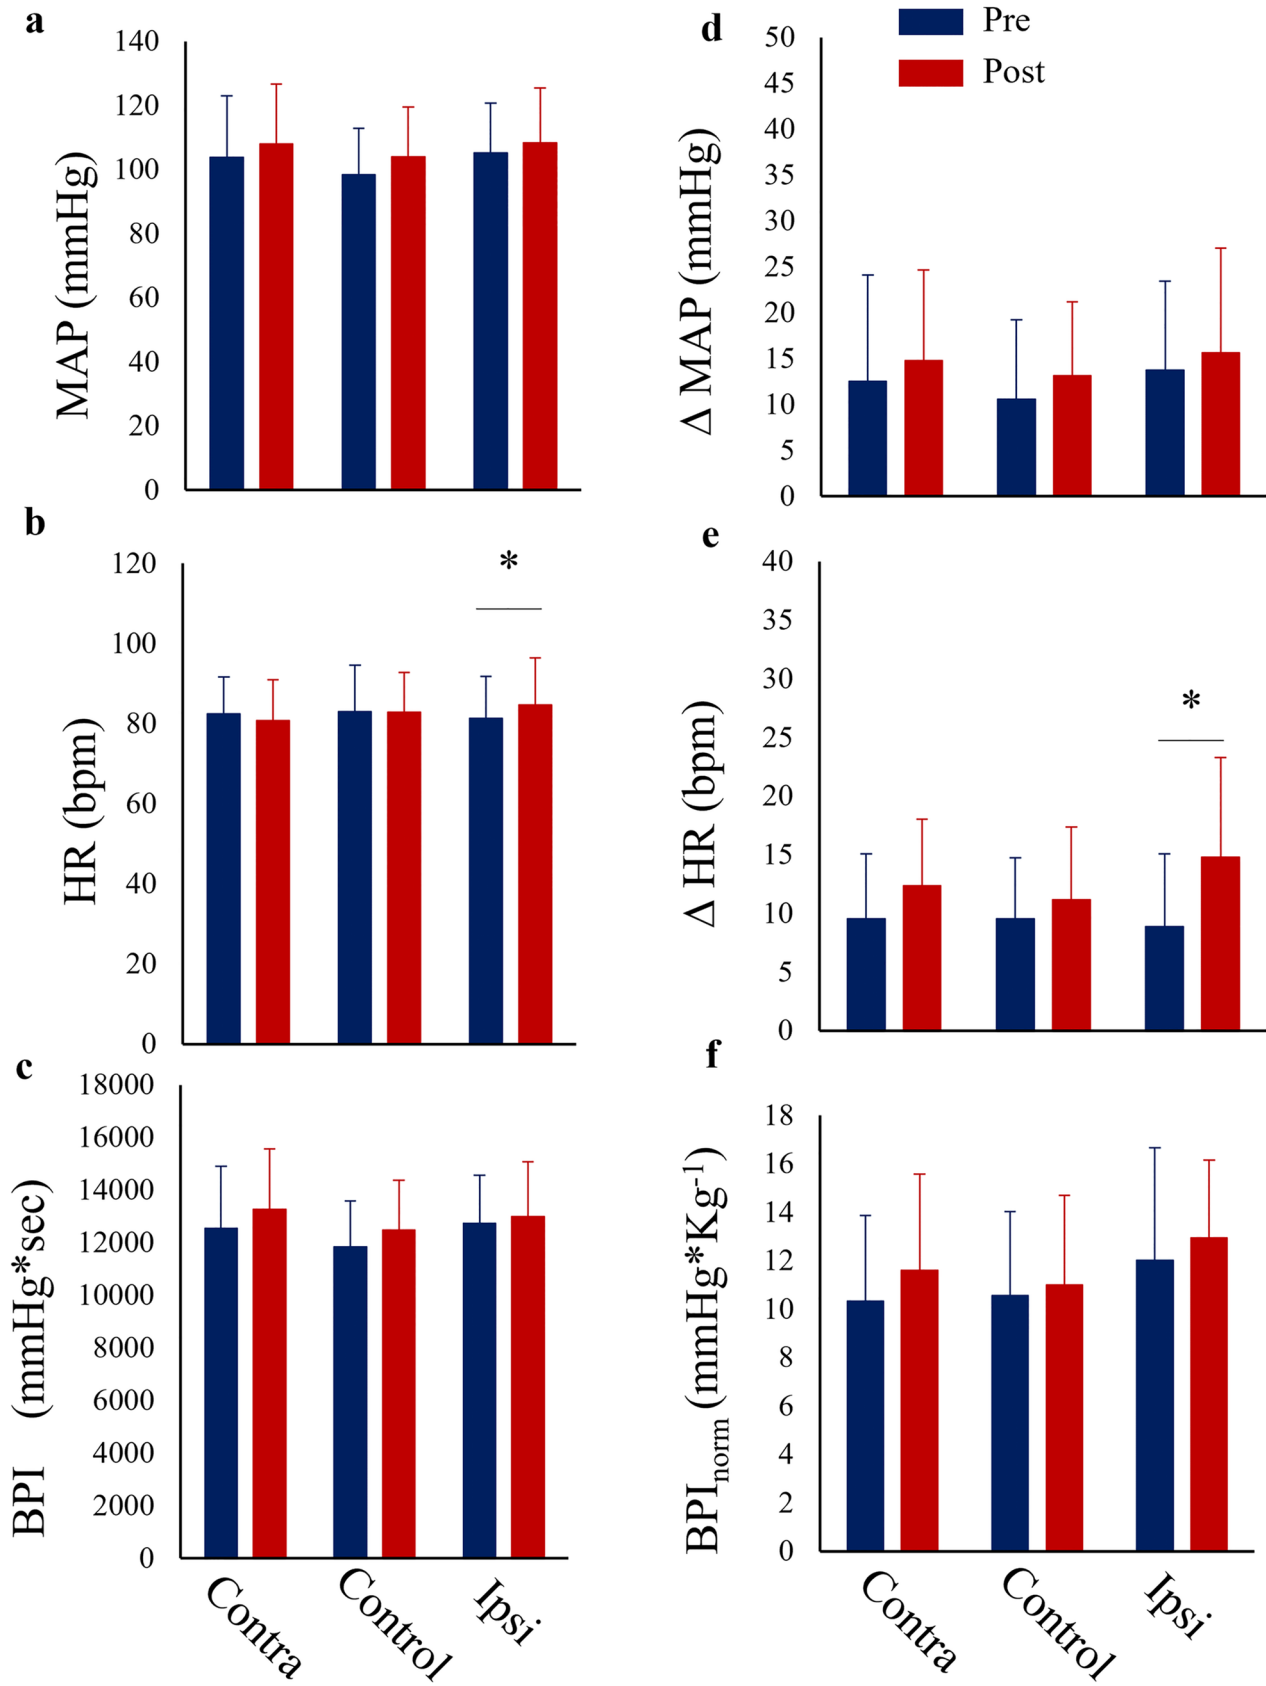 a
140
120
100
80
60
40
20
0
MAP (mmHg)
d
Pre
Post
50
45
40
35
30
25
20
15
10
5
0
Δ MAP (mmHg)
b
120
100
80
60
40
20
0
HR (bpm)
*
e
40
35
30
25
20
15
10
5
0
Δ HR (bpm)
*
c
18000
16000
14000
12000
10000
8000
6000
4000
2000
0
BPI (mmHg*sec)
Contra
Control
Ipsi
f
18
16
14
12
10
8
6
4
2
0
BPInorm (mmHg*Kg-1)
Contra
Control
Ipsi